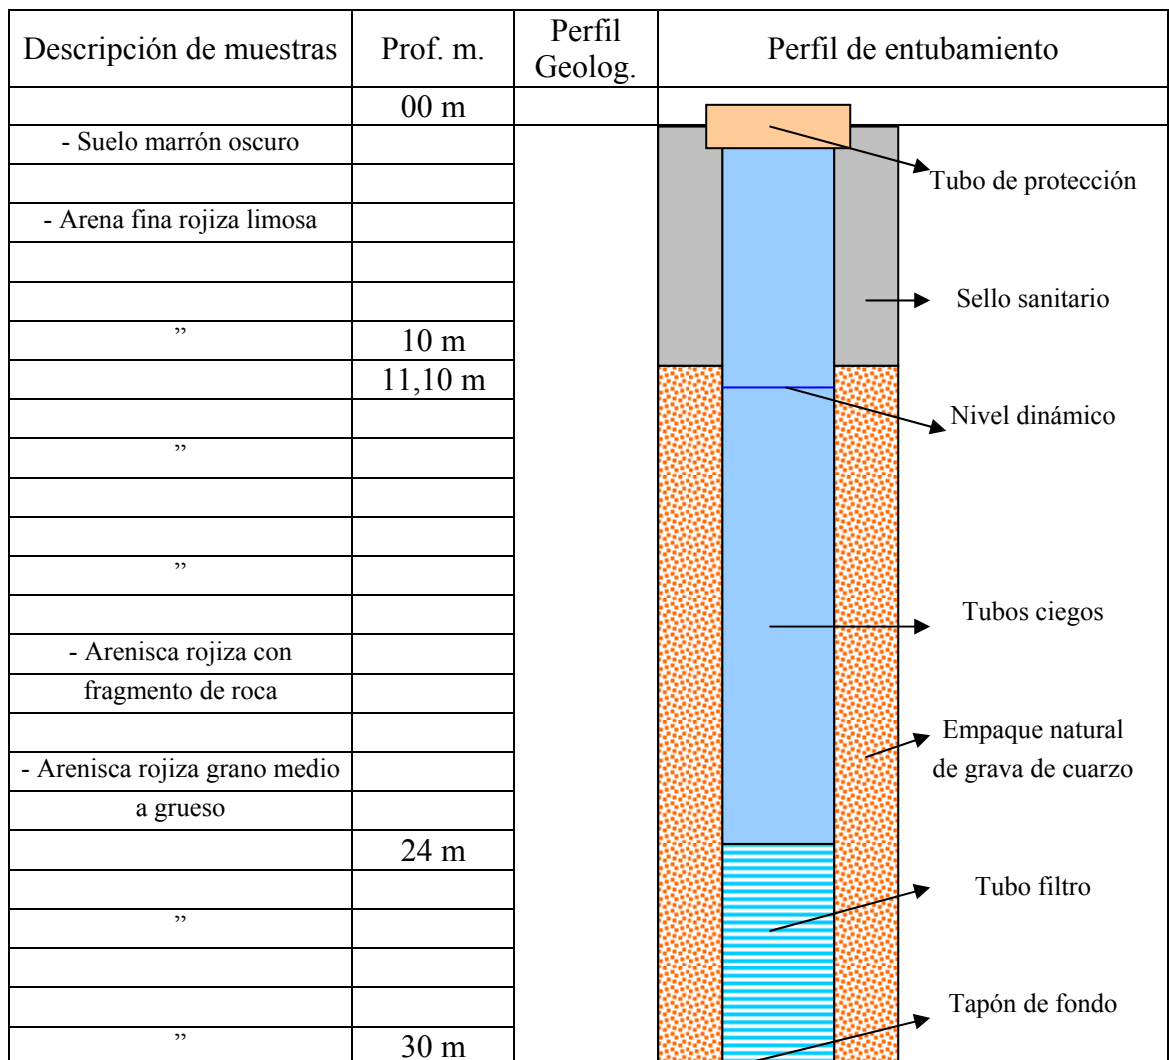 Descripción de muestras Prof. m. Perfil Geolog. Perfil de entubamiento
00 m
- Suelo marrón oscuro
Tubo de protección
- Arena fina rojiza limosa
Sello sanitario
” 10 m
11,10 m
Nivel dinámico
”
”
Tubos ciegos
- Arenisca rojiza con
fragmento de roca
Empaque natural
de grava de cuarzo
- Arenisca rojiza grano medio
a grueso
24 m
Tubo filtro
”
Tapón de fondo
” 30 m